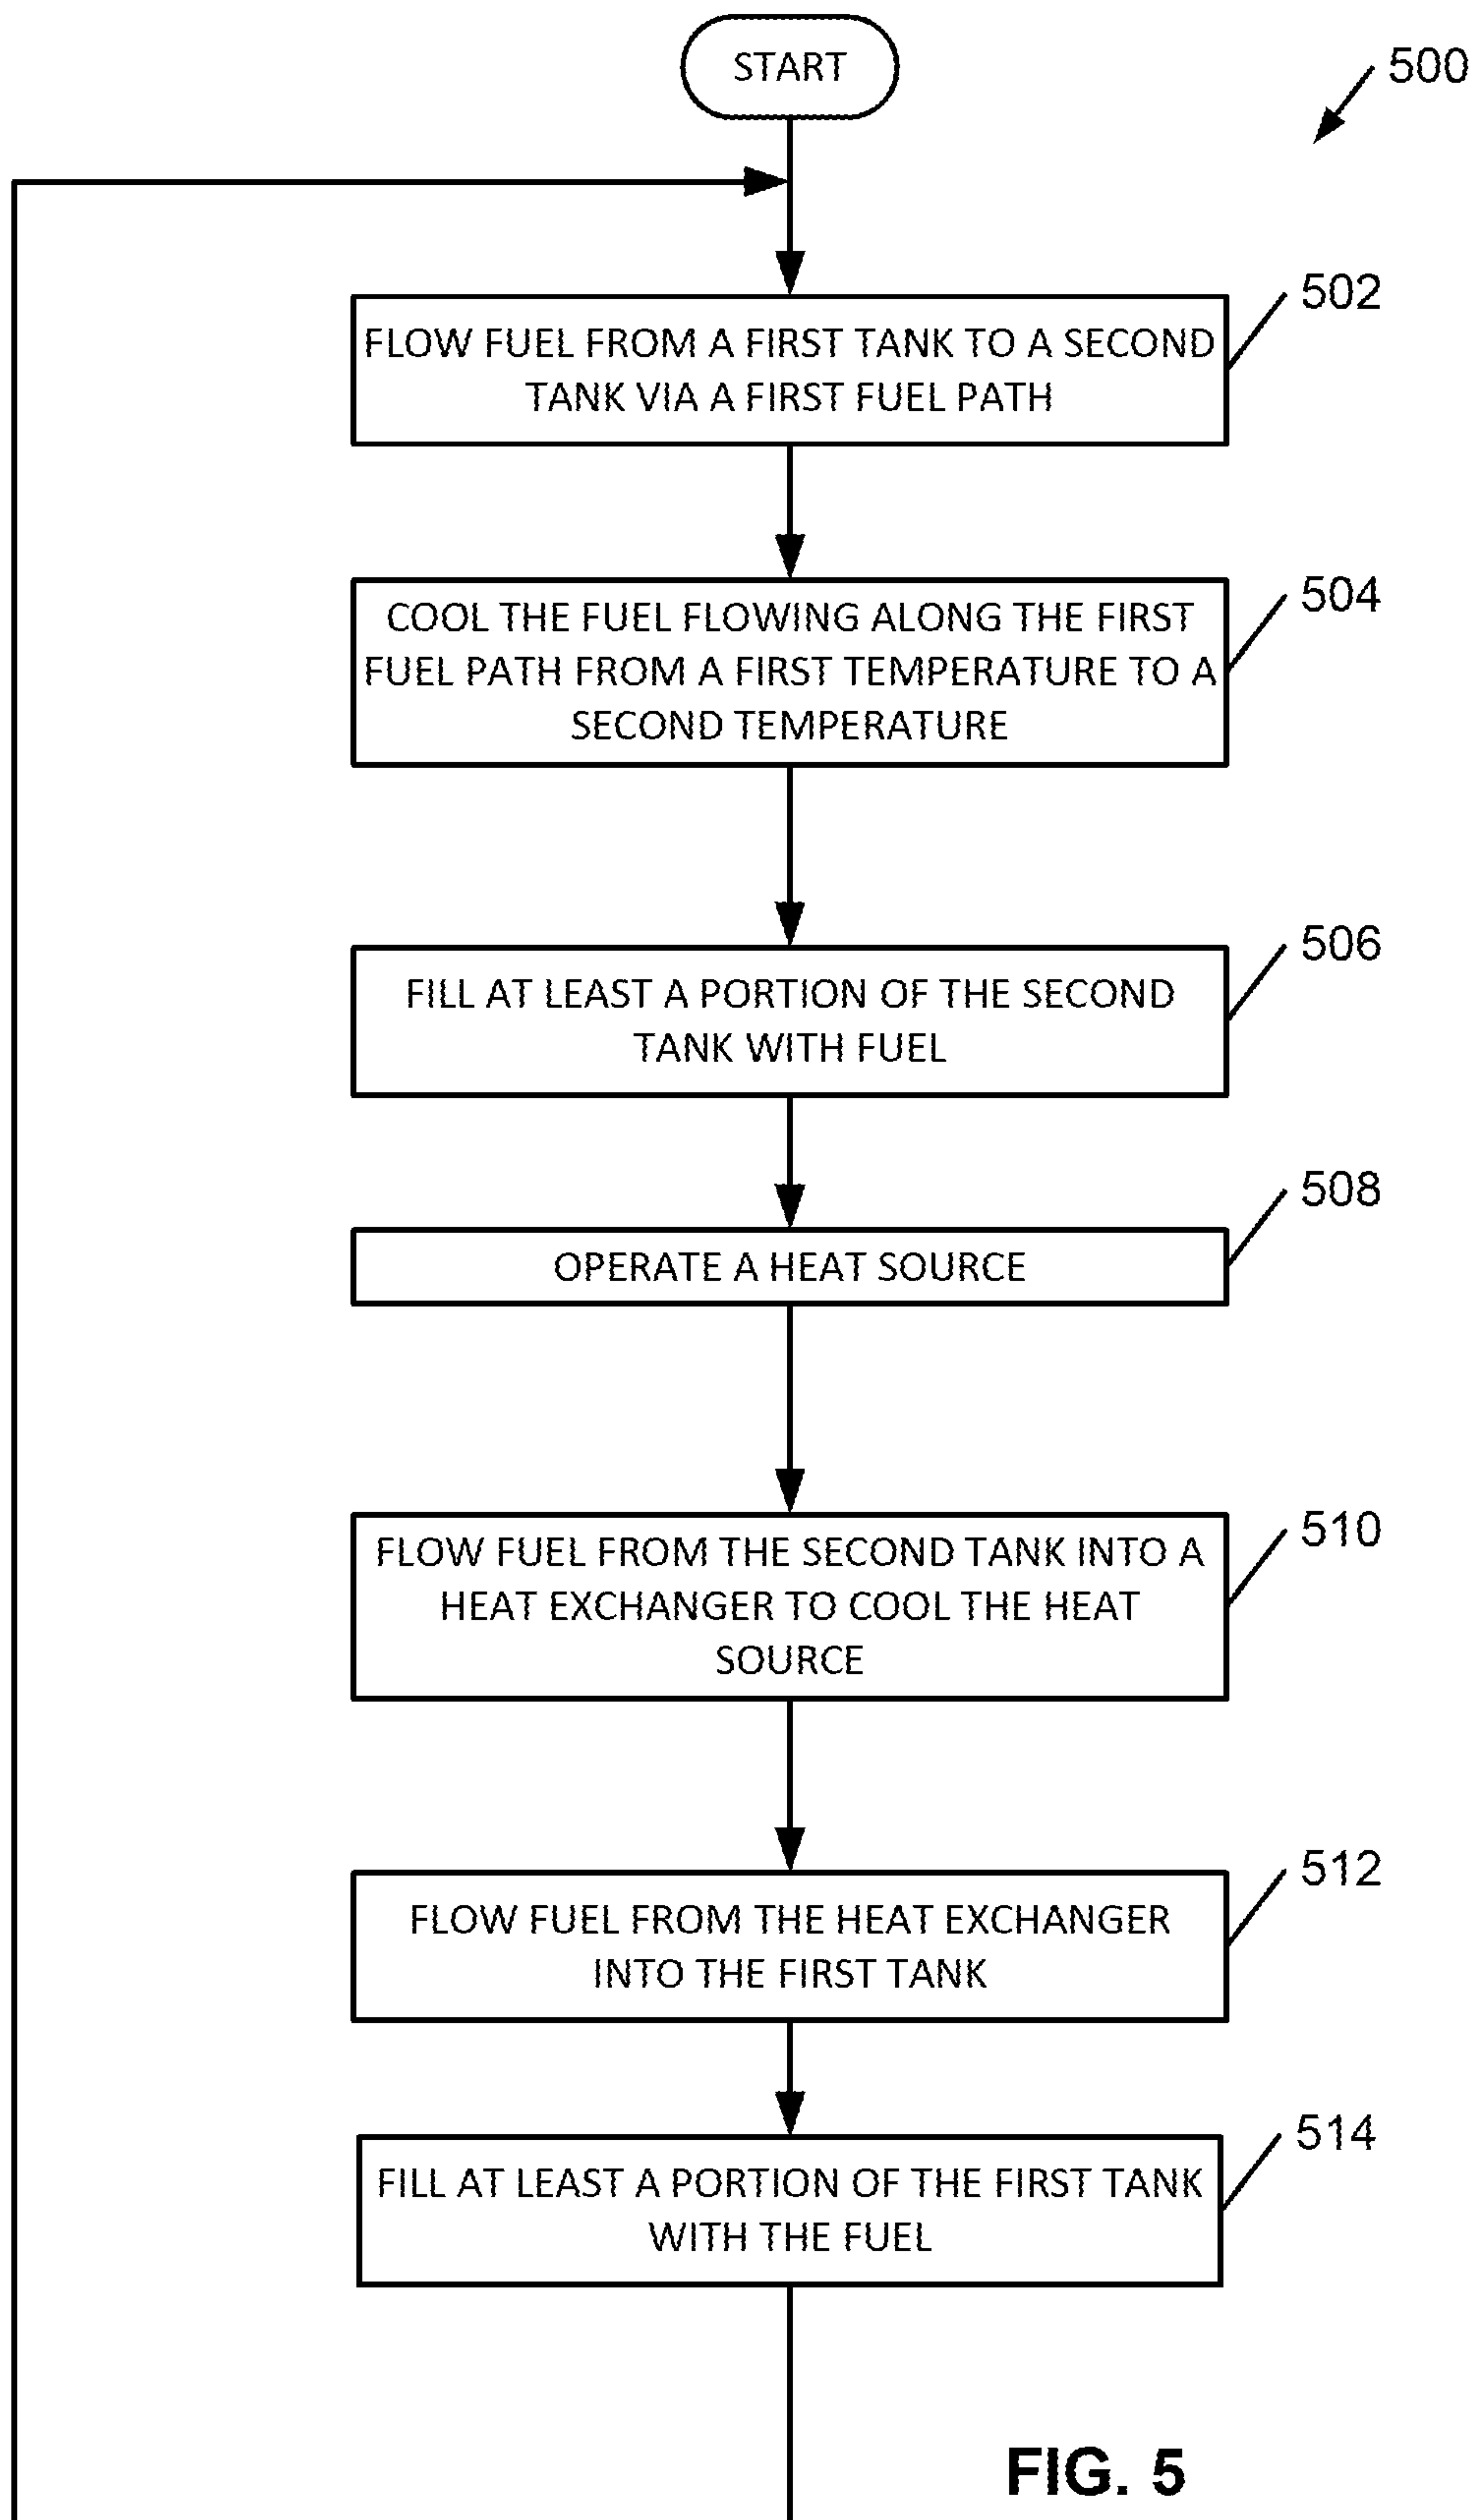 START
500
502
FLOW FUEL FROM A FIRST TANK TO A SECOND
TANK VIA A FIRST FUEL PATH
504
COOL THE FUEL FLOWING ALONG THE FIRST
FUEL PATH FROM A FIRST TEMPERATURE TO A
SECOND TEMPERATURE
506
FILL AT LEAST A PORTION OF THE SECOND
TANK WITH FUEL
508
OPERATE A HEAT SOURCE
510
FLOW FUEL FROM THE SECOND TANK INTO A
HEAT EXCHANGER TO COOL THE HEAT
SOURCE
512
FLOW FUEL FROM THE HEAT EXCHANGER
INTO THE FIRST TANK
514
FILL AT LEAST A PORTION OF THE FIRST TANK
WITH THE FUEL
FIG. 5